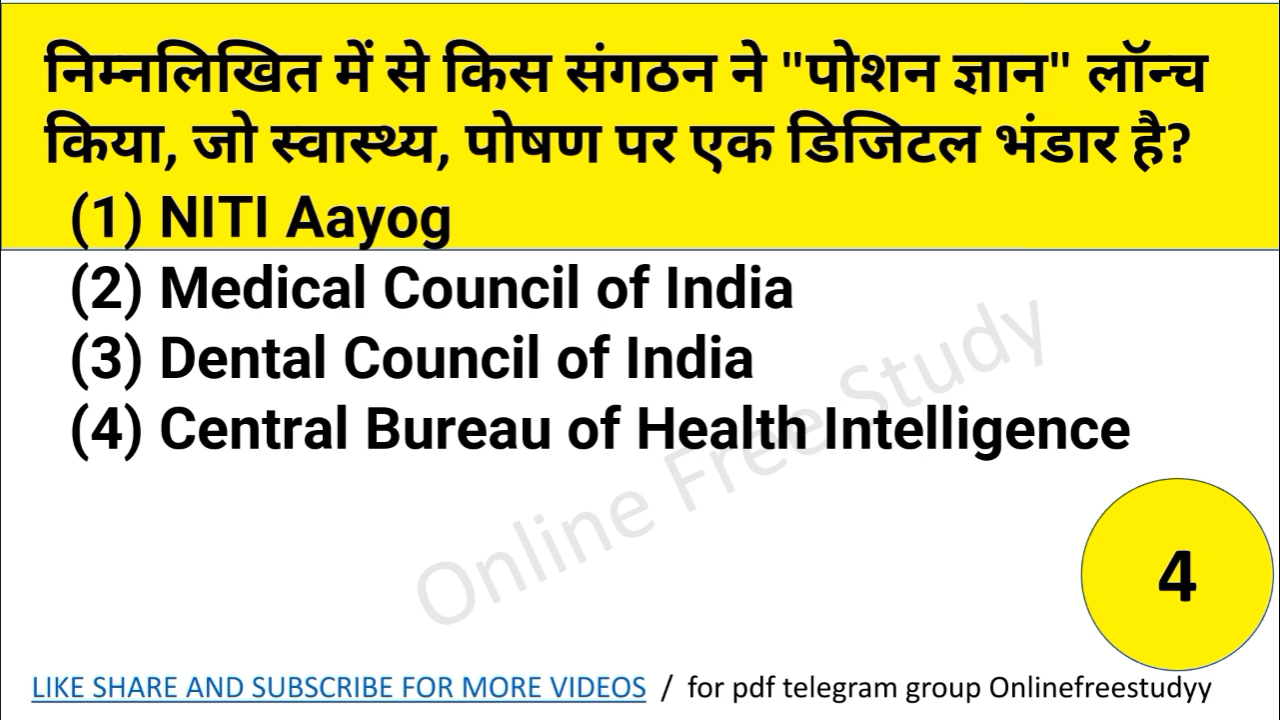 निम्नलिखित में से किस संगठन ने "पोशन ज्ञान" लॉन्च
किया, जो स्वास्थ्य, पोषण पर एक डिजिटल भंडार है?
(1) NITI Aayog
(2) Medical Council of India
(3) Dental Council of India
(4) Central Bureau of Health Intelligence
Online Free Study
4
LIKE SHARE AND SUBSCRIBE FOR MORE VIDEOS / for pdf telegram group Onlinefreestudyy